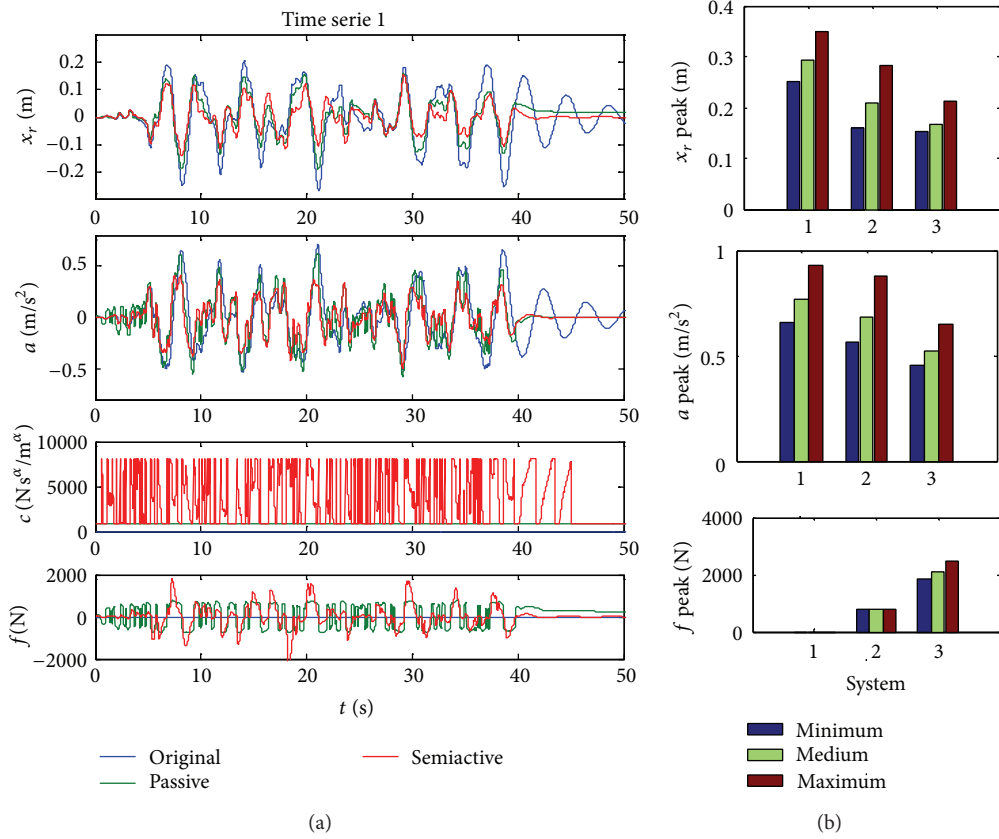 Time serie 1
0.2
0.1
0
−0.1
−0.2
x_r (m)
0 10 20 30 40 50
0.5
0
−0.5
a (m/s²)
0 10 20 30 40 50
10000
5000
0
c (N s^α/m^α)
0 10 20 30 40 50
2000
0
−2000
f (N)
0 10 20 30 40 50
t (s)
Original
Passive
Semiactive
(a)
0.4
0.3
0.2
0.1
0
x_r peak (m)
1 2 3
1
0.5
0
a peak (m/s²)
1 2 3
4000
2000
0
f peak (N)
1 2 3
System
Minimum
Medium
Maximum
(b)